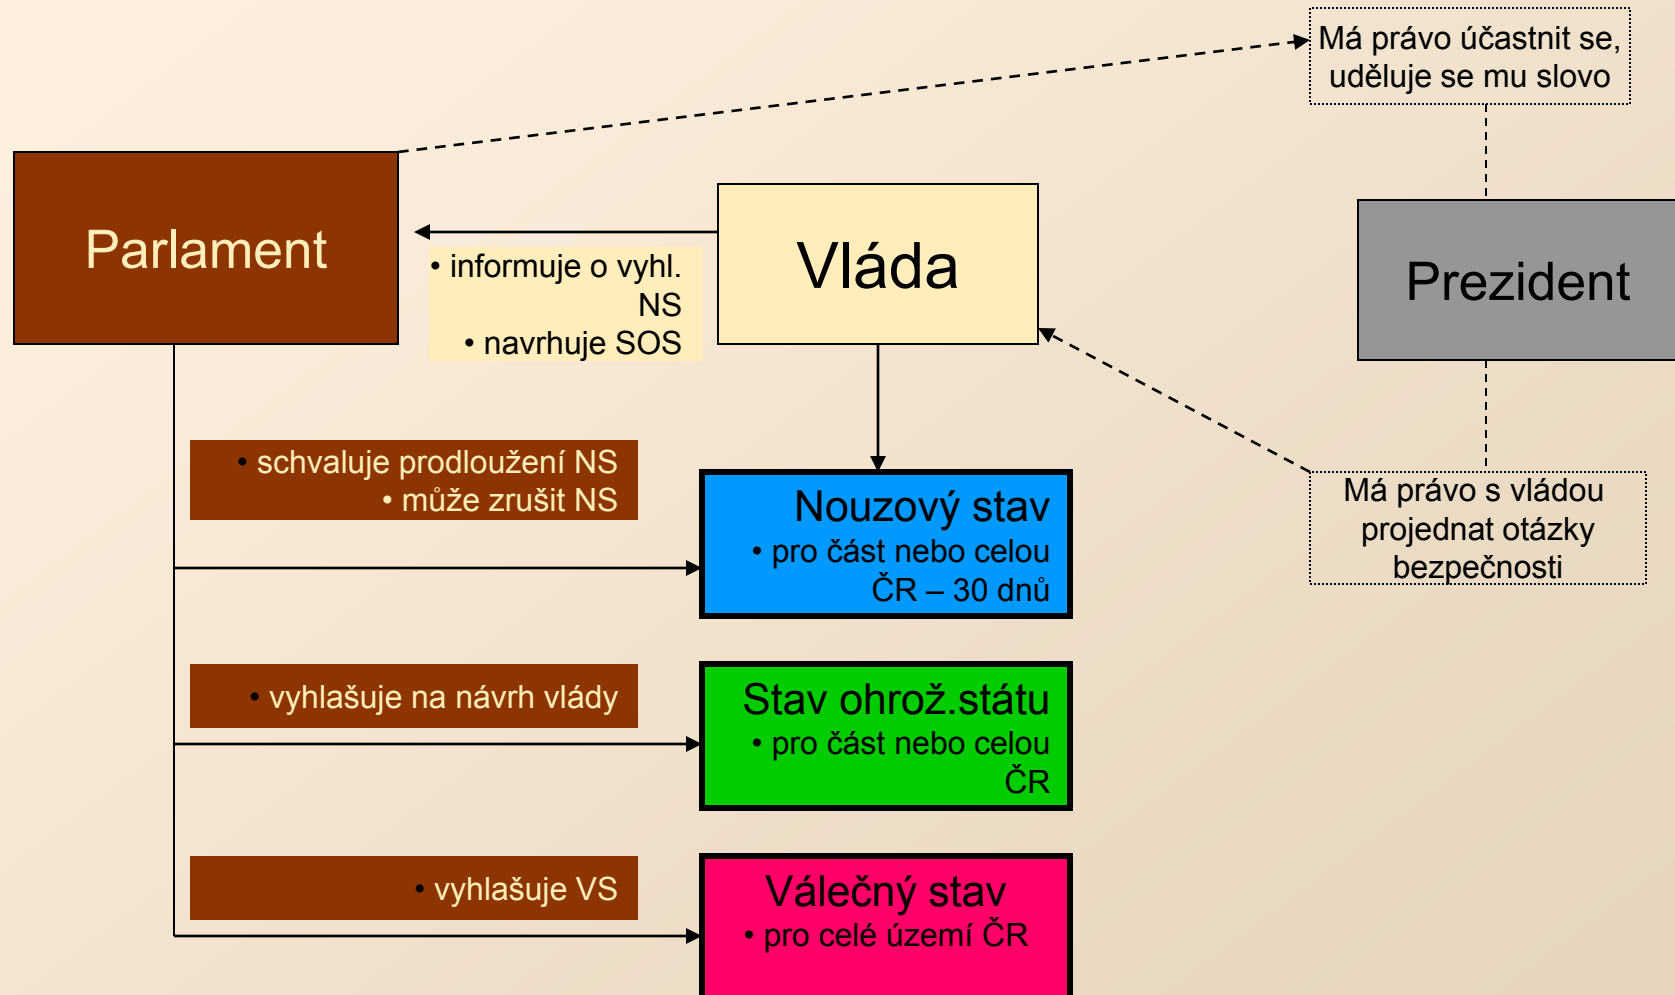 Má právo účastnit se,
uděluje se mu slovo
Parlament
• informuje o vyhl.
NS
• navrhuje SOS
Vláda
Prezident
• schvaluje prodloužení NS
• může zrušit NS
Nouzový stav
• pro část nebo celou
ČR – 30 dnů
Má právo s vládou
projednat otázky
bezpečnosti
• vyhlašuje na návrh vlády
Stav ohrož.státu
• pro část nebo celou
ČR
• vyhlašuje VS
Válečný stav
• pro celé území ČR